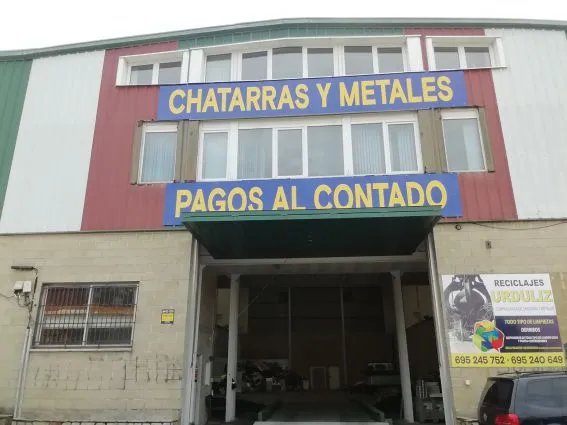 CHATARRAS Y METALES
PAGOS AL CONTADO
RECICLAJES
URDULIZ
TODO TIPO DE LIMPIEZAS
DERRIBOS
695 245 752 - 695 240 649